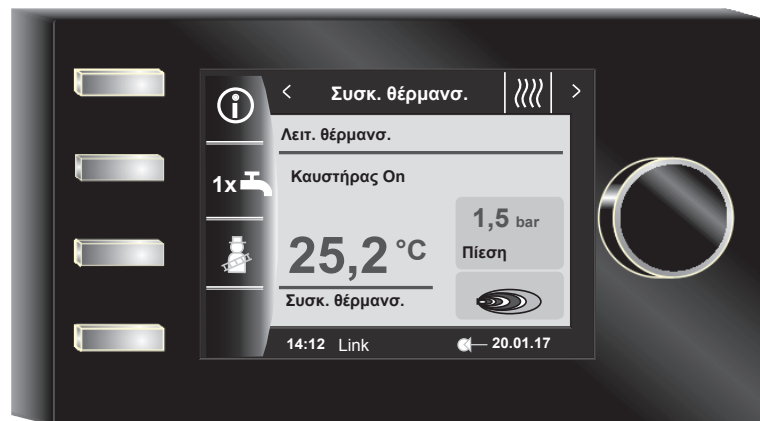 < Συσκ. θέρμανσ. >
Λειτ. θέρμανσ.
1x
Καυστήρας On
1,5 bar
Πίεση
25,2 °C
Συσκ. θέρμανσ.
14:12 Link 20.01.17